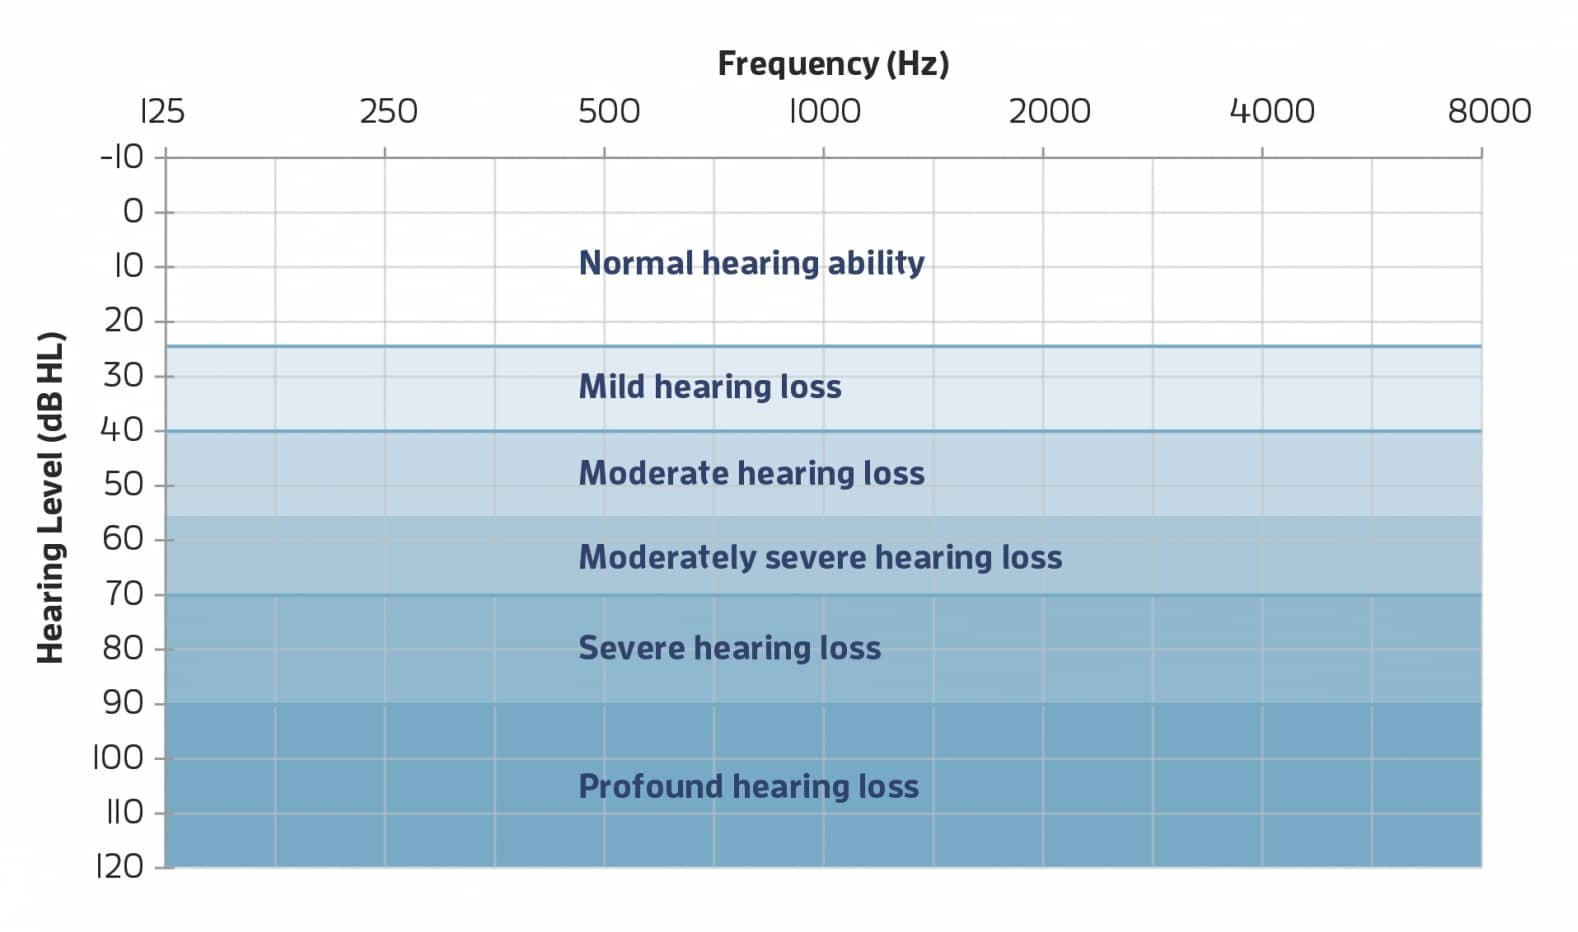 Frequency (Hz)
125 250 500 1000 2000 4000 8000
Hearing Level (dB HL)
-10
0
10
Normal hearing ability
20
30
Mild hearing loss
40
Moderate hearing loss
50
60
Moderately severe hearing loss
70
80
Severe hearing loss
90
100
Profound hearing loss
110
120